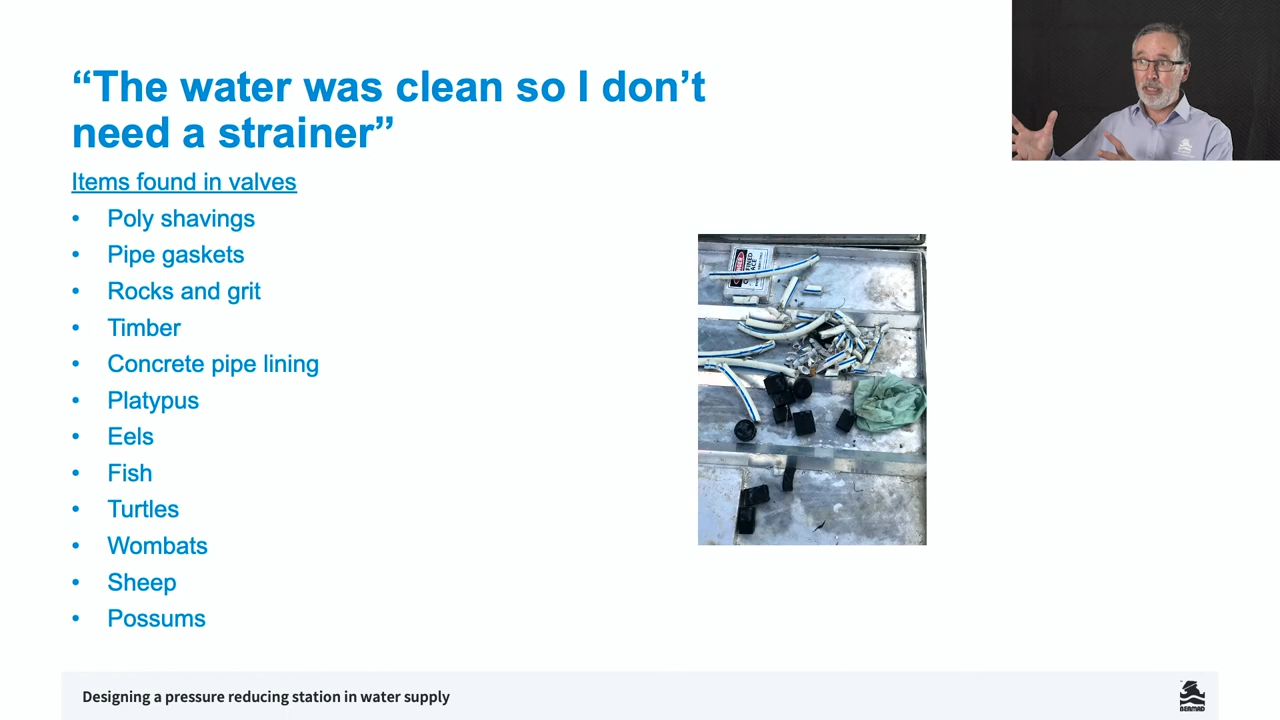 “The water was clean so I don’t
need a strainer”
Items found in valves
• Poly shavings
• Pipe gaskets
• Rocks and grit
• Timber
• Concrete pipe lining
• Platypus
• Eels
• Fish
• Turtles
• Wombats
• Sheep
• Possums
Designing a pressure reducing station in water supply
BERMAD